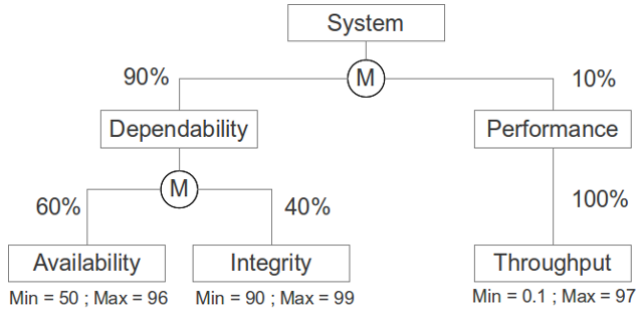 System
M
90%
10%
Dependability
Performance
M
60%
40%
100%
Availability
Integrity
Throughput
Min = 50 ; Max = 96
Min = 90 ; Max = 99
Min = 0.1 ; Max = 97